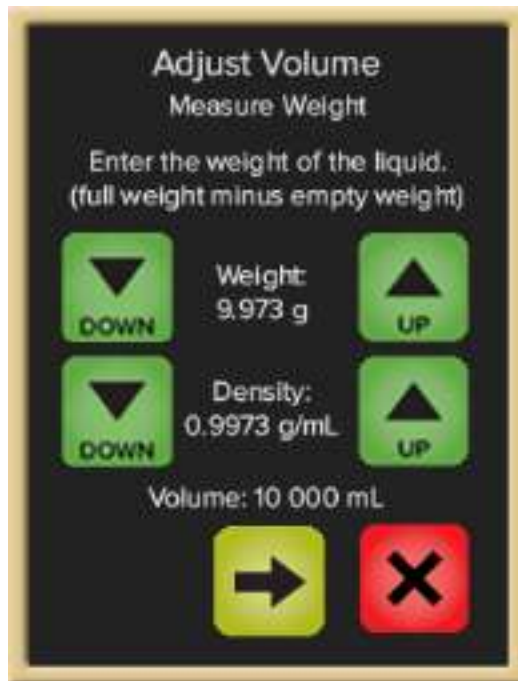 Adjust Volume
Measure Weight
Enter the weight of the liquid.
(full weight minus empty weight)
DOWN
Weight:
9.973 g
UP
DOWN
Density:
0.9973 g/mL
UP
Volume: 10 000 mL